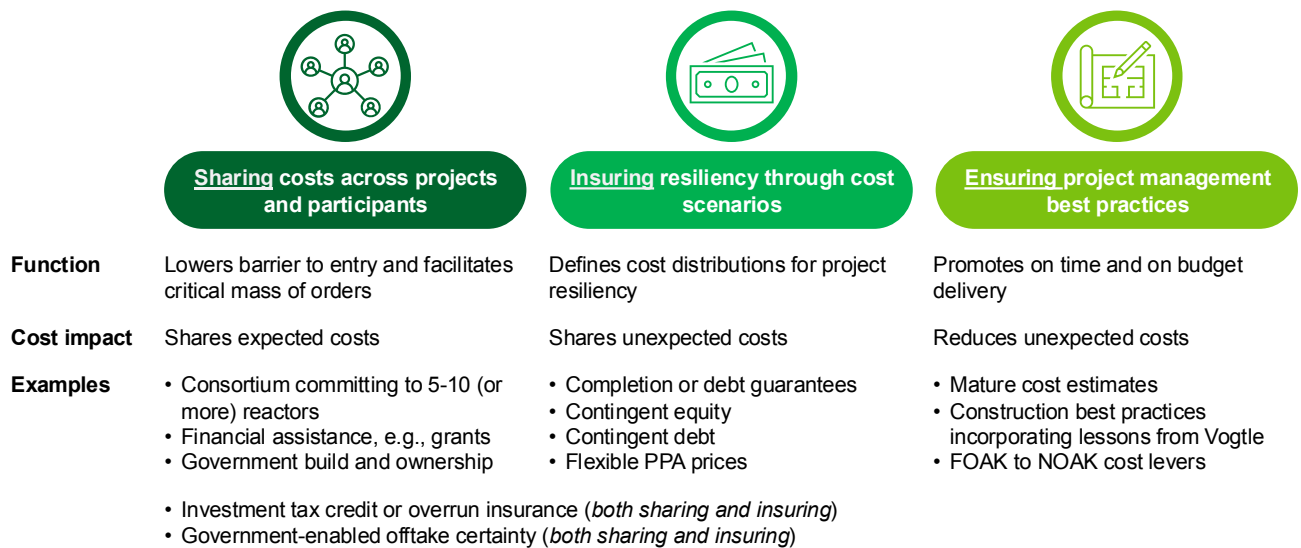 Sharing costs across projects
and participants
Insuring resiliency through cost
scenarios
Ensuring project management
best practices
Function
Lowers barrier to entry and facilitates
critical mass of orders
Defines cost distributions for project
resiliency
Promotes on time and on budget
delivery
Cost impact
Shares expected costs
Shares unexpected costs
Reduces unexpected costs
Examples
• Consortium committing to 5-10 (or
more) reactors
• Financial assistance, e.g., grants
• Government build and ownership
• Completion or debt guarantees
• Contingent equity
• Contingent debt
• Flexible PPA prices
• Mature cost estimates
• Construction best practices
incorporating lessons from Vogtle
• FOAK to NOAK cost levers
• Investment tax credit or overrun insurance (both sharing and insuring)
• Government-enabled offtake certainty (both sharing and insuring)